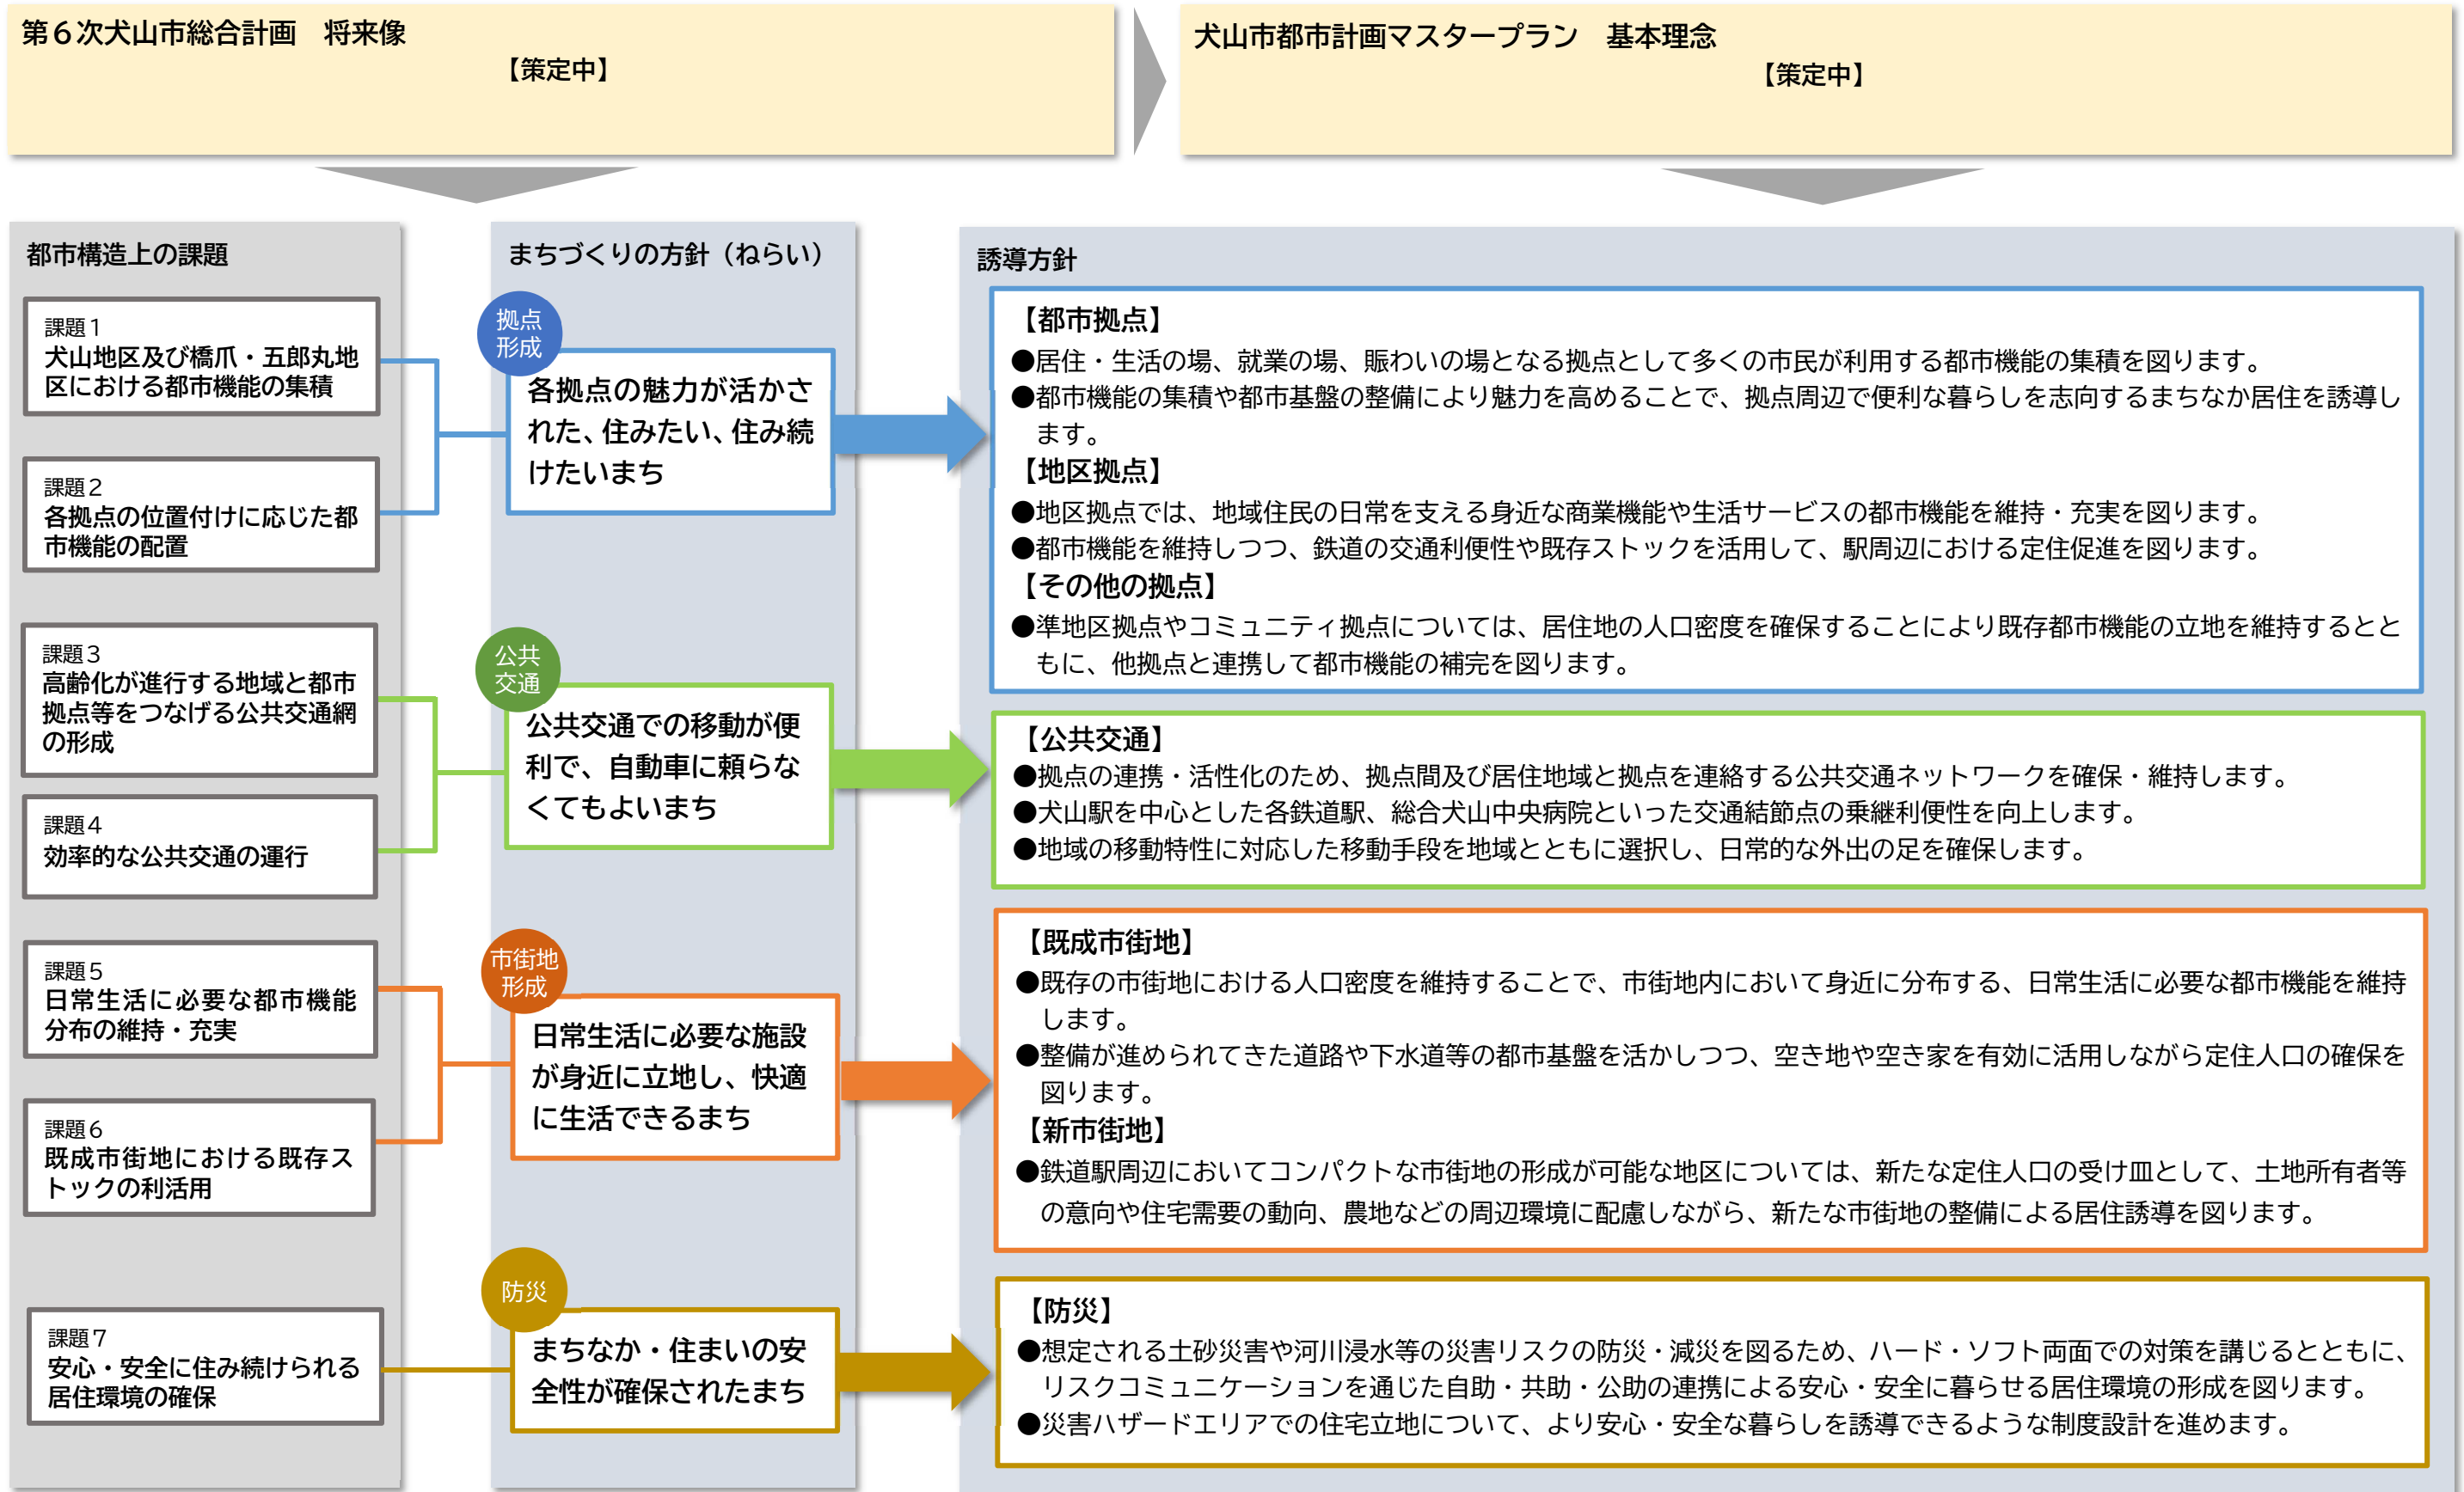 第６次犬山市総合計画　将来像
【策定中】
犬山市都市計画マスタープラン　基本理念
【策定中】
都市構造上の課題
課題１
犬山地区及び橋爪・五郎丸地
区における都市機能の集積
課題２
各拠点の位置付けに応じた都
市機能の配置
課題３
高齢化が進行する地域と都市
拠点等をつなげる公共交通網
の形成
課題４
効率的な公共交通の運行
課題５
日常生活に必要な都市機能
分布の維持・充実
課題６
既成市街地における既存ス
トックの利活用
課題７
安心・安全に住み続けられる
居住環境の確保
まちづくりの方針（ねらい）
拠点
形成
各拠点の魅力が活かさ
れた、住みたい、住み続
けたいまち
公共
交通
公共交通での移動が便
利で、自動車に頼らな
くてもよいまち
市街地
形成
日常生活に必要な施設
が身近に立地し、快適
に生活できるまち
防災
まちなか・住まいの安
全性が確保されたまち
誘導方針
【都市拠点】
●居住・生活の場、就業の場、賑わいの場となる拠点として多くの市民が利用する都市機能の集積を図ります。
●都市機能の集積や都市基盤の整備により魅力を高めることで、拠点周辺で便利な暮らしを志向するまちなか居住を誘導し
ます。
【地区拠点】
●地区拠点では、地域住民の日常を支える身近な商業機能や生活サービスの都市機能を維持・充実を図ります。
●都市機能を維持しつつ、鉄道の交通利便性や既存ストックを活用して、駅周辺における定住促進を図ります。
【その他の拠点】
●準地区拠点やコミュニティ拠点については、居住地の人口密度を確保することにより既存都市機能の立地を維持するとと
もに、他拠点と連携して都市機能の補完を図ります。
【公共交通】
●拠点の連携・活性化のため、拠点間及び居住地域と拠点を連絡する公共交通ネットワークを確保・維持します。
●犬山駅を中心とした各鉄道駅、総合犬山中央病院といった交通結節点の乗継利便性を向上します。
●地域の移動特性に対応した移動手段を地域とともに選択し、日常的な外出の足を確保します。
【既成市街地】
●既存の市街地における人口密度を維持することで、市街地内において身近に分布する、日常生活に必要な都市機能を維持
します。
●整備が進められてきた道路や下水道等の都市基盤を活かしつつ、空き地や空き家を有効に活用しながら定住人口の確保を
図ります。
【新市街地】
●鉄道駅周辺においてコンパクトな市街地の形成が可能な地区については、新たな定住人口の受け皿として、土地所有者等
の意向や住宅需要の動向、農地などの周辺環境に配慮しながら、新たな市街地の整備による居住誘導を図ります。
【防災】
●想定される土砂災害や河川浸水等の災害リスクの防災・減災を図るため、ハード・ソフト両面での対策を講じるとともに、
リスクコミュニケーションを通じた自助・共助・公助の連携による安心・安全に暮らせる居住環境の形成を図ります。
●災害ハザードエリアでの住宅立地について、より安心・安全な暮らしを誘導できるような制度設計を進めます。